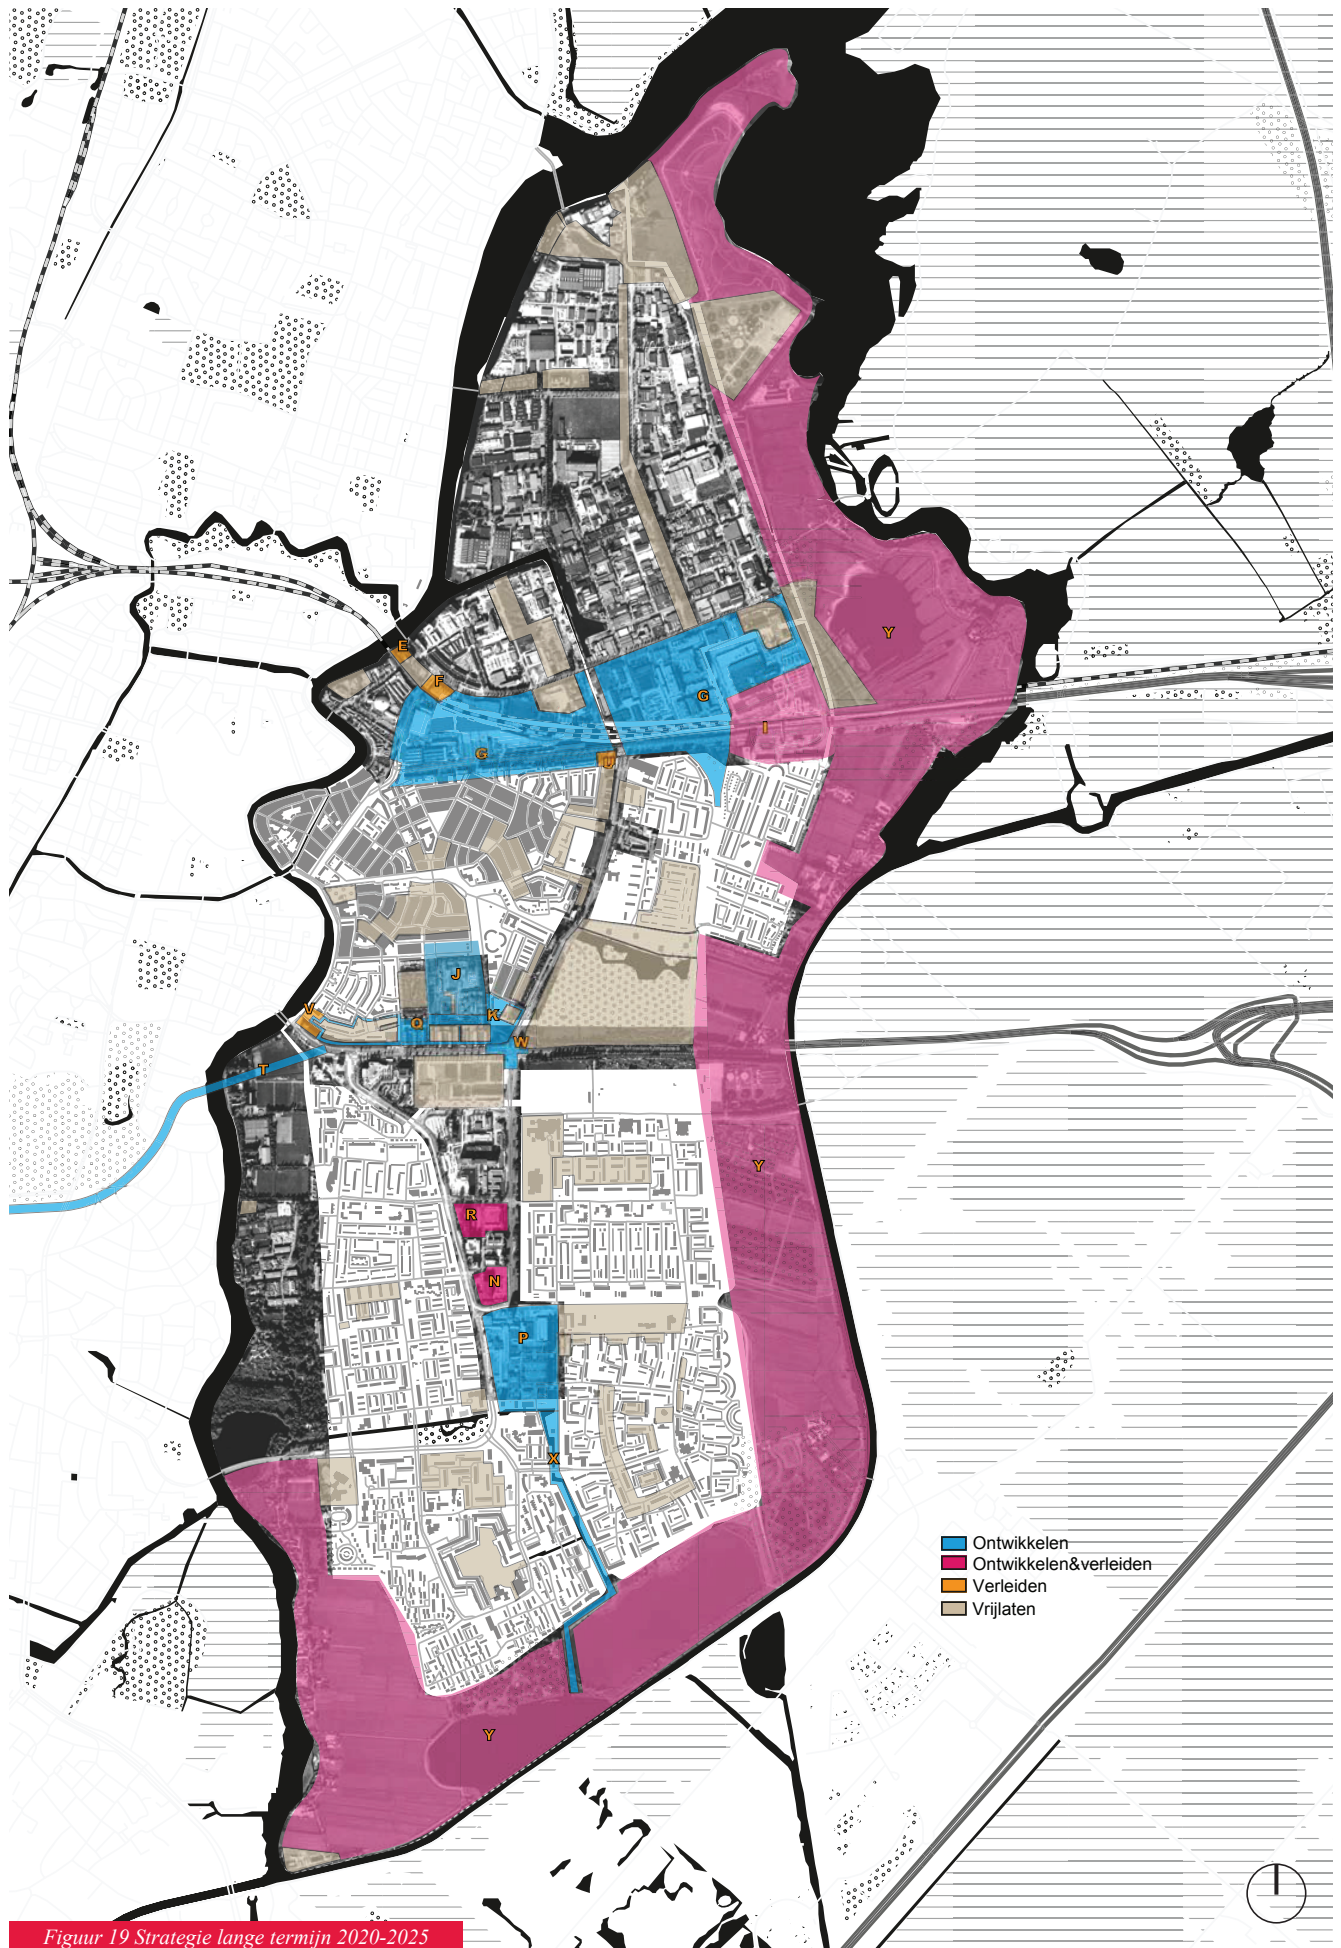 E
F
Y
G
I
G
U
J
V
Q
K
W
T
Y
R
N
P
X
Y
Ontwikkelen
Ontwikkelen&verleiden
Verleiden
Vrijlaten
Figuur 19 Strategie lange termijn 2020-2025